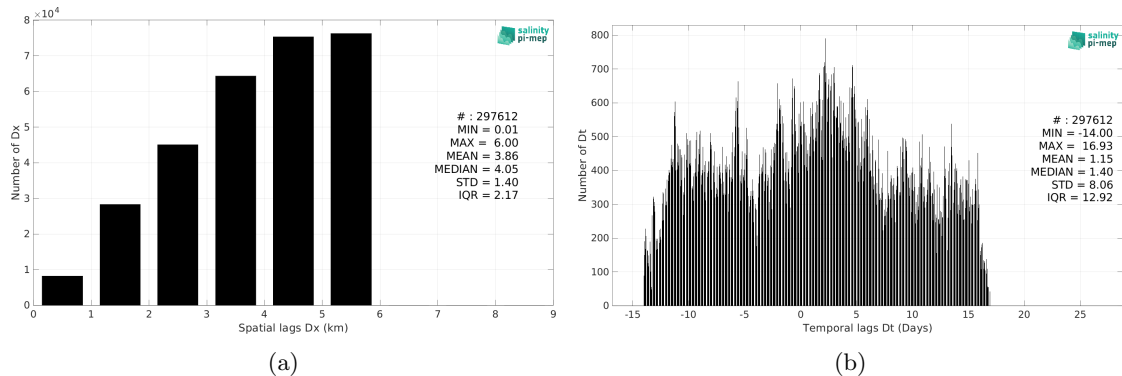 ×10⁴
8
7
6
5
4
3
2
1
0
Number of Dx
0 1 2 3 4 5 6 7 8 9
Spatial lags Dx (km)
salinity
pi-mep
# : 297612
MIN = 0.01
MAX = 6.00
MEAN = 3.86
MEDIAN = 4.05
STD = 1.40
IQR = 2.17
(a)
800
700
600
500
400
300
200
100
0
Number of Dt
-15 -10 -5 0 5 10 15 20 25
Temporal lags Dt (Days)
salinity
pi-mep
# : 297612
MIN = -14.00
MAX = 16.93
MEAN = 1.15
MEDIAN = 1.40
STD = 8.06
IQR = 12.92
(b)